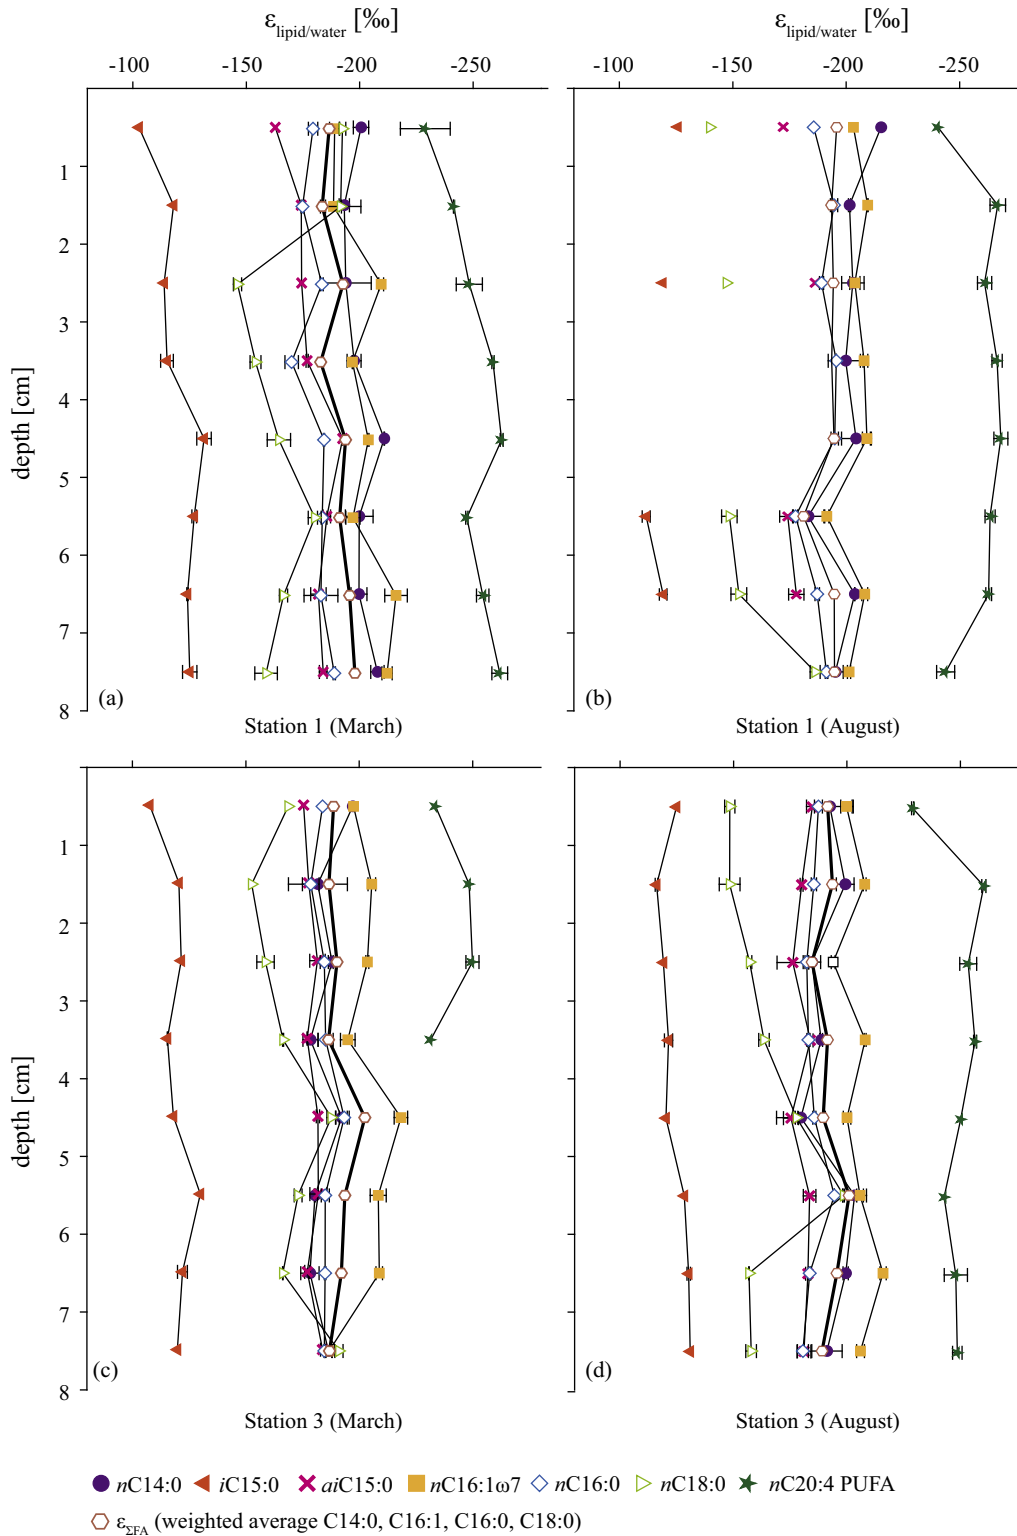 ε lipid/water [‰]
ε lipid/water [‰]
-100 -150 -200 -250
-100 -150 -200 -250
1
2
3
4
5
6
7
8
depth [cm]
(a)
(b)
Station 1 (March)
Station 1 (August)
1
2
3
4
5
6
7
8
depth [cm]
(c)
(d)
Station 3 (March)
Station 3 (August)
nC14:0 iC15:0 aiC15:0 nC16:1ω7 nC16:0 nC18:0 nC20:4 PUFA
εΣFA (weighted average C14:0, C16:1, C16:0, C18:0)